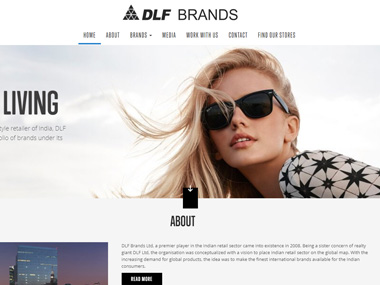 DLF BRANDS
HOME ABOUT BRANDS MEDIA WORK WITH US CONTACT FIND OUR STORES
LIVING
tyle retailer of India, DLF
folio of brands under its
ABOUT
DLF Brands Ltd, a premier player in the Indian retail sector came into existence in 2008. Being a sister concern of realty
giant DLF Ltd, the organisation was conceptualized with a vision to place Indian retail sector on the global map. With the
increasing demand for global products, the idea was to make the finest international brands available for the Indian
consumers.
READ MORE